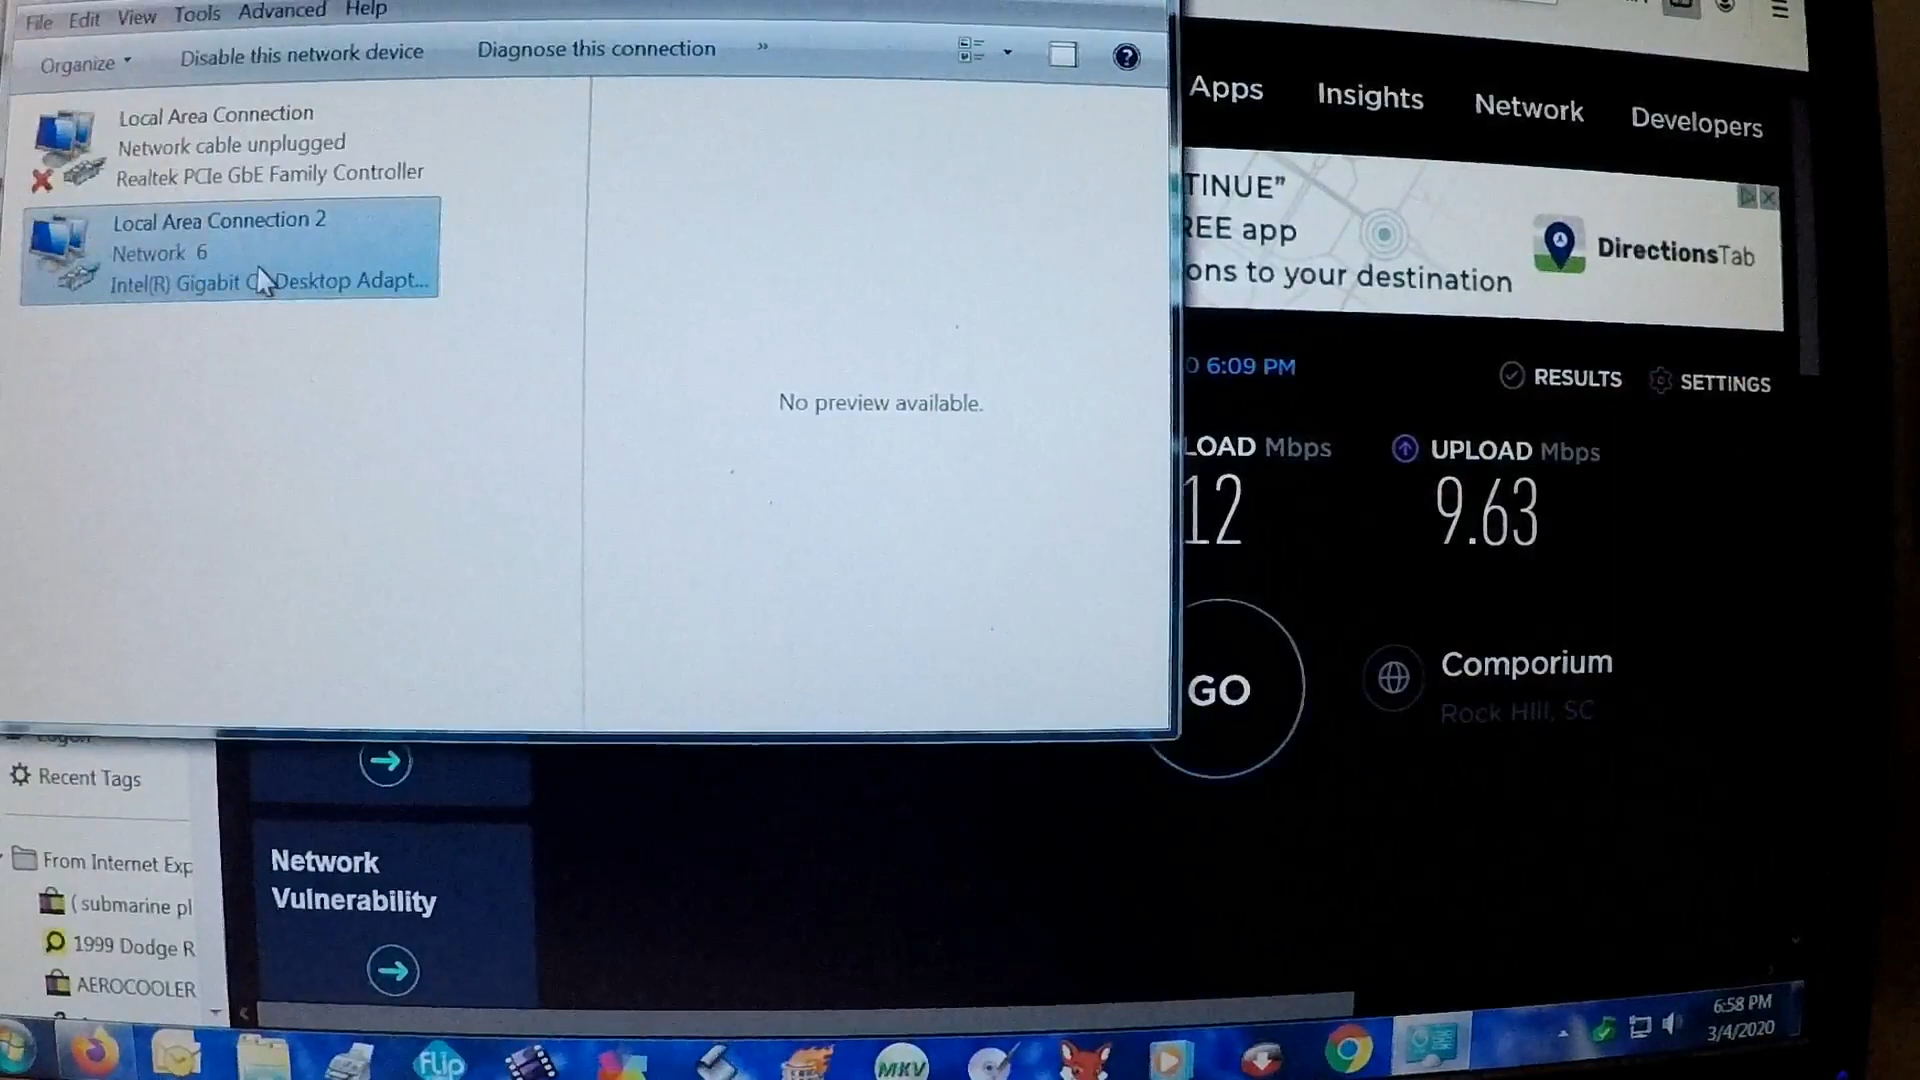 File Edit View Tools Advanced Help
Organize Disable this network device Diagnose this connection »
Local Area Connection
Network cable unplugged
Realtek PCIe GbE Family Controller
Local Area Connection 2
Network 6
Intel(R) Gigabit C Desktop Adapt...
No preview available.
Apps Insights Network Developers
TINUE”
REE app
ons to your destination
DirectionsTab
0 6:09 PM
RESULTS SETTINGS
LOAD Mbps
12
UPLOAD Mbps
9.63
GO
Comporium
Rock Hill, SC
Recent Tags
From Internet Exp
( submarine pl
1999 Dodge R
AEROCOOLER
Network
Vulnerability
flip
MKV
6:58 PM
3/4/2020